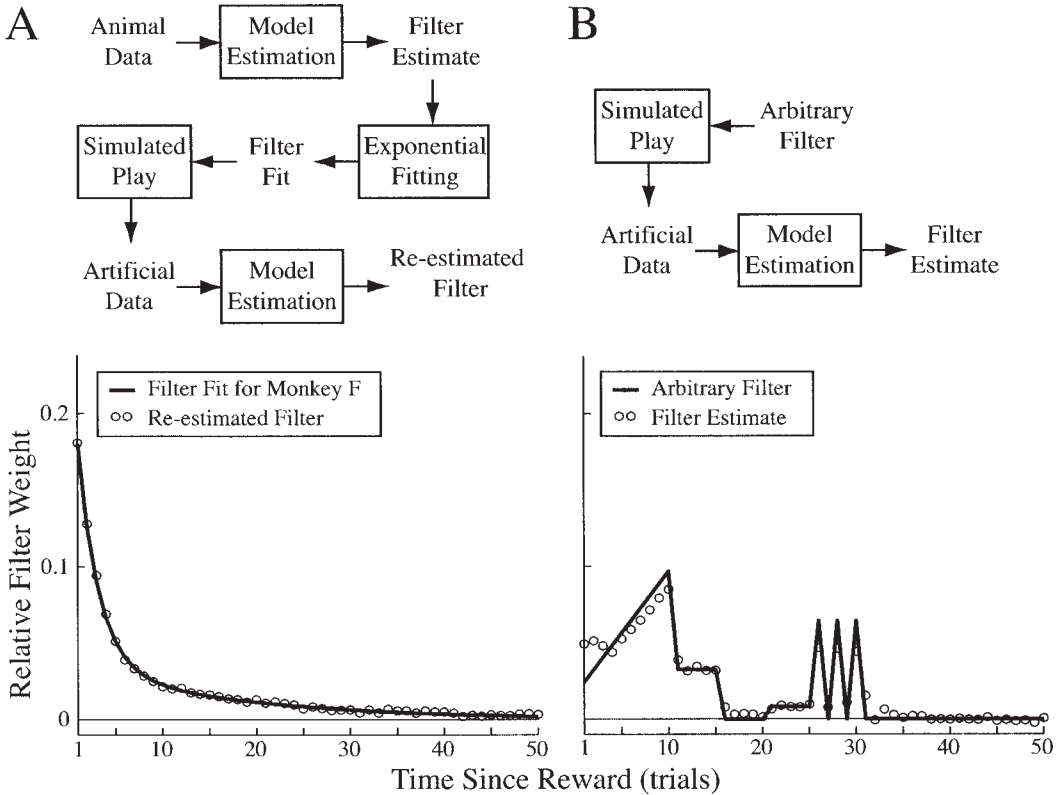 A
Animal
Data
Model
Estimation
Filter
Estimate
Simulated
Play
Filter
Fit
Exponential
Fitting
Artificial
Data
Model
Estimation
Re-estimated
Filter
B
Simulated
Play
Arbitrary
Filter
Artificial
Data
Model
Estimation
Filter
Estimate
Relative Filter Weight
0.2
0.1
0
Filter Fit for Monkey F
Re-estimated Filter
1 10 20 30 40 50
Arbitrary Filter
Filter Estimate
1 10 20 30 40 50
Time Since Reward (trials)